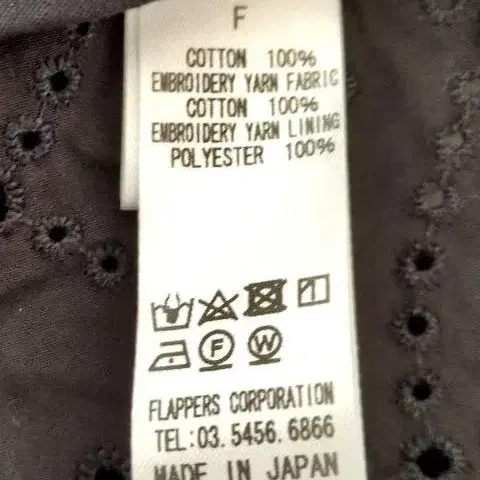 F
COTTON 100%
EMBROIDERY YARN FABRIC
COTTON 100%
EMBROIDERY YARN LINING
POLYESTER 100%
F W
FLAPPERS CORPORATION
TEL:03.5456.6866
MADE IN JAPAN